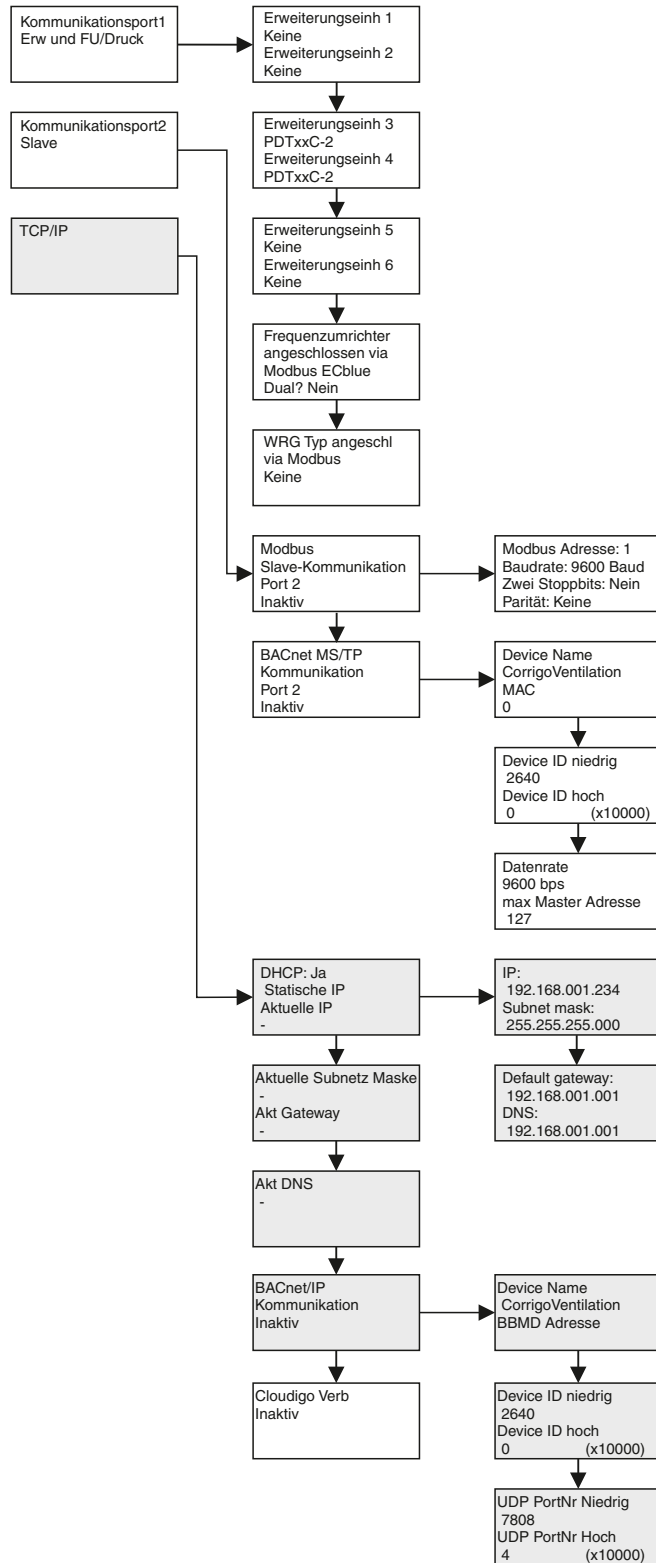 Kommunikationsport1
Erw und FU/Druck
Erweiterungseinh 1
Keine
Erweiterungseinh 2
Keine
Kommunikationsport2
Slave
Erweiterungseinh 3
PDTxxC-2
Erweiterungseinh 4
PDTxxC-2
TCP/IP
Erweiterungseinh 5
Keine
Erweiterungseinh 6
Keine
Frequenzumrichter
angeschlossen via
Modbus ECblue
Dual? Nein
WRG Typ angeschl
via Modbus
Keine
Modbus
Slave-Kommunikation
Port 2
Inaktiv
Modbus Adresse: 1
Baudrate: 9600 Baud
Zwei Stoppbits: Nein
Parität: Keine
BACnet MS/TP
Kommunikation
Port 2
Inaktiv
Device Name
CorrigoVentilation
MAC
0
Device ID niedrig
2640
Device ID hoch
0 (x10000)
Datenrate
9600 bps
max Master Adresse
127
DHCP: Ja
Statische IP
Aktuelle IP
-
IP:
192.168.001.234
Subnet mask:
255.255.255.000
Aktuelle Subnetz Maske
-
Akt Gateway
-
Default gateway:
192.168.001.001
DNS:
192.168.001.001
Akt DNS
-
BACnet/IP
Kommunikation
Inaktiv
Device Name
CorrigoVentilation
BBMD Adresse
Cloudigo Verb
Inaktiv
Device ID niedrig
2640
Device ID hoch
0 (x10000)
UDP PortNr Niedrig
7808
UDP PortNr Hoch
4 (x10000)